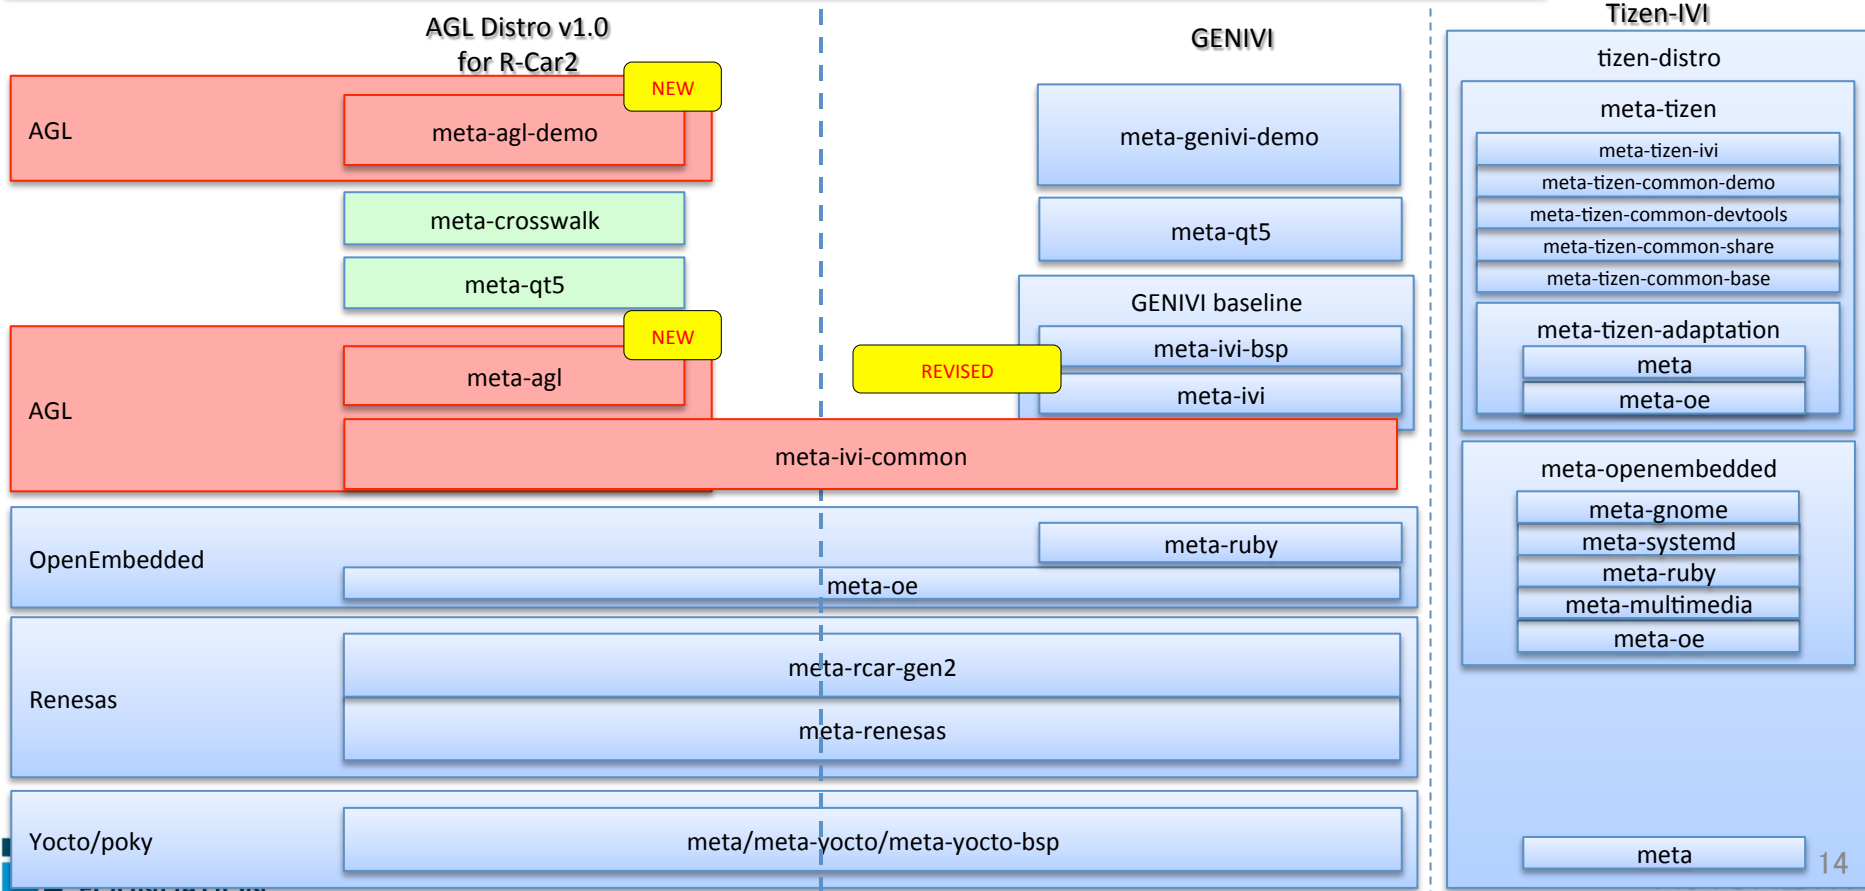 AGL Distro v1.0
for R-Car2
GENIVI
Tizen-IVI
AGL
NEW
meta-agl-demo
meta-crosswalk
meta-qt5
AGL
NEW
meta-agl
meta-genivi-demo
meta-qt5
GENIVI baseline
meta-ivi-bsp
REVISED
meta-ivi
meta-ivi-common
OpenEmbedded
meta-ruby
meta-oe
Renesas
meta-rcar-gen2
meta-renesas
Yocto/poky
meta/meta-yocto/meta-yocto-bsp
tizen-distro
meta-tizen
meta-tizen-ivi
meta-tizen-common-demo
meta-tizen-common-devtools
meta-tizen-common-share
meta-tizen-common-base
meta-tizen-adaptation
meta
meta-oe
meta-openembedded
meta-gnome
meta-systemd
meta-ruby
meta-multimedia
meta-oe
meta
14